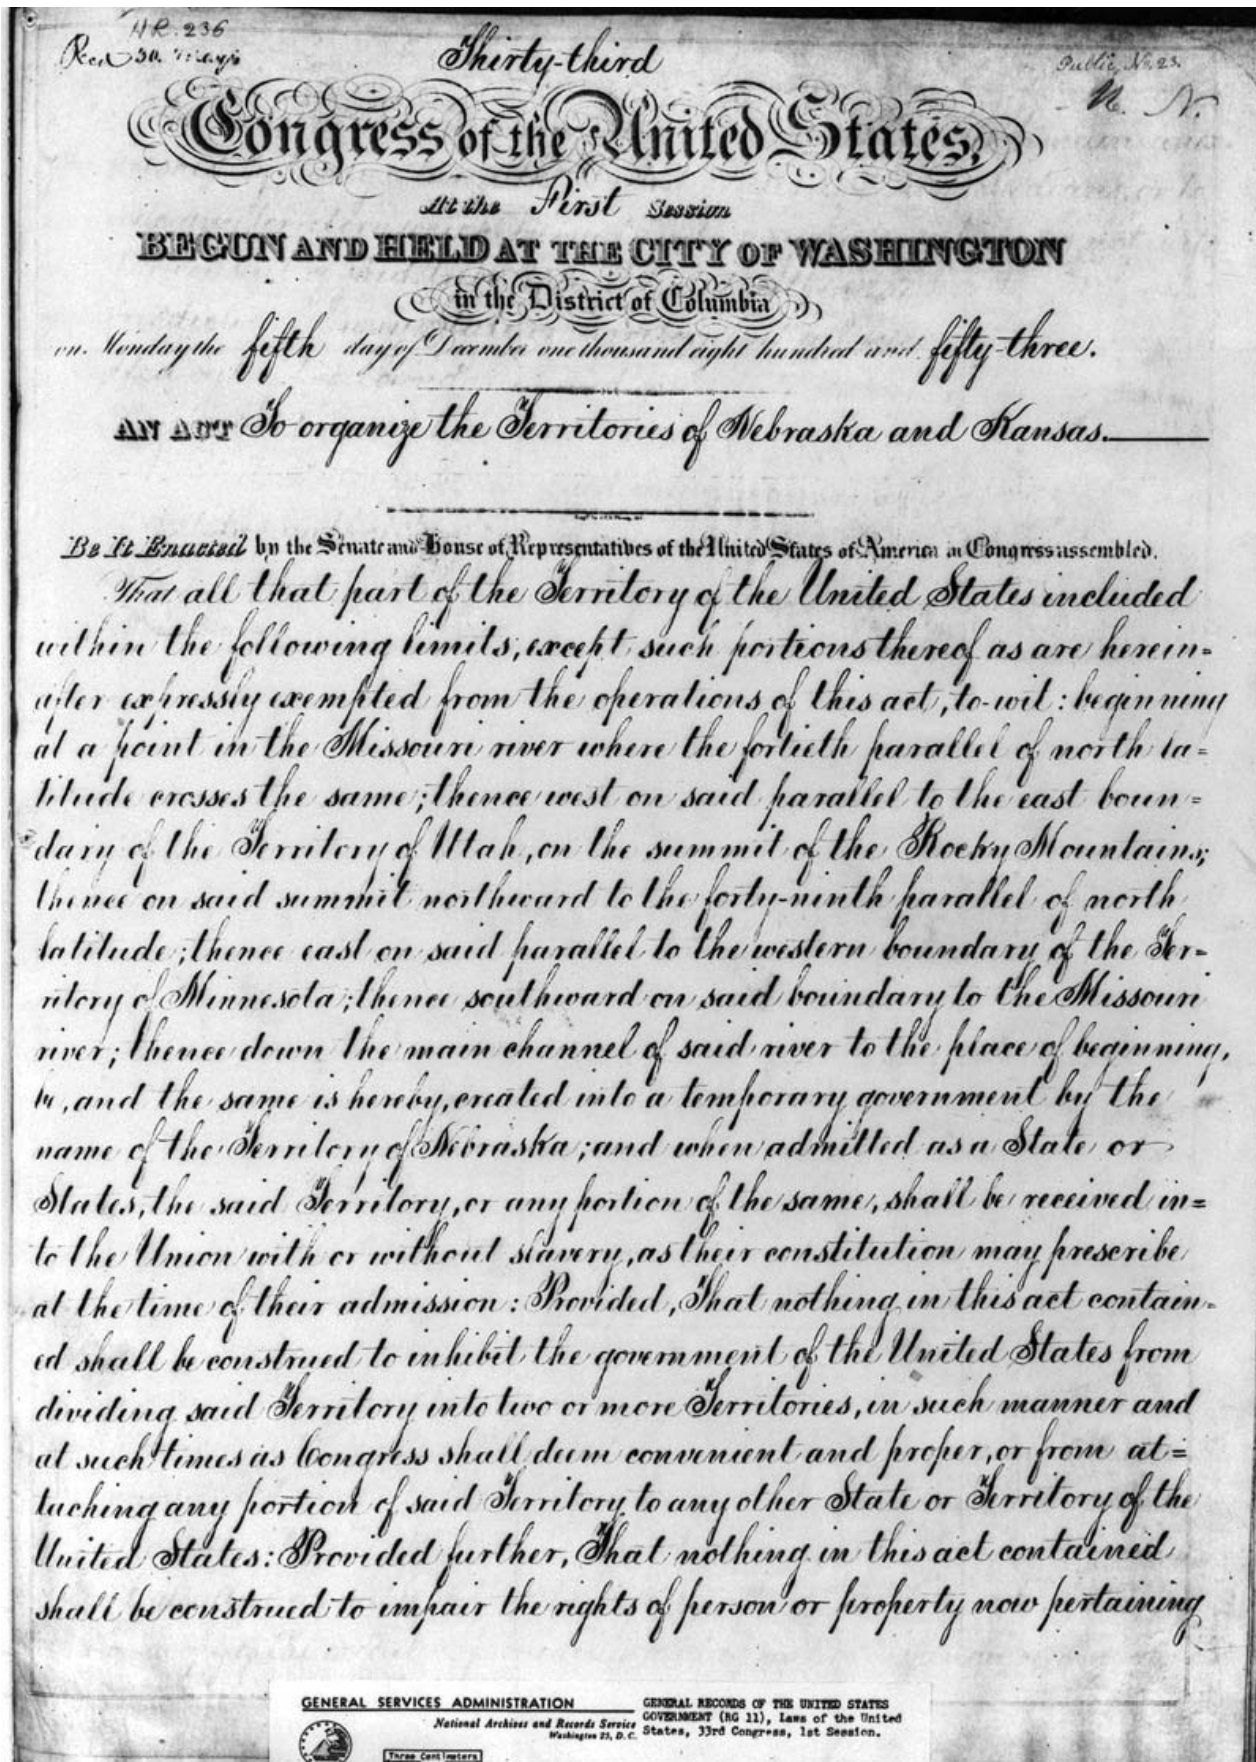 H.R. 236
Recd 30. May
Public, No. 23.
N.
Thirty-third
Congress of the United States,
At the First Session
BEGUN AND HELD AT THE CITY OF WASHINGTON
in the District of Columbia
on Monday the fifth day of December one thousand eight hundred and fifty-three.
AN ACT To organize the Territories of Nebraska and Kansas.
Be It Enacted by the Senate and House of Representatives of the United States of America in Congress assembled,
That all that part of the Territory of the United States included
within the following limits, except such portions thereof as are herein=
after expressly exempted from the operations of this act, to-wit: beginning
at a point in the Missouri river where the fortieth parallel of north la=
titude crosses the same; thence west on said parallel to the east boun=
dary of the Territory of Utah, on the summit of the Rocky Mountains;
thence on said summit northward to the forty-ninth parallel of north
latitude; thence east on said parallel to the western boundary of the Ter-
ritory of Minnesota; thence southward on said boundary to the Missouri
river; thence down the main channel of said river to the place of beginning,
be, and the same is hereby, created into a temporary government by the
name of the Territory of Nebraska; and when admitted as a State or
States, the said Territory, or any portion of the same, shall be received in=
to the Union with or without slavery, as their constitution may prescribe
at the time of their admission: Provided, That nothing in this act contain-
ed shall be construed to inhibit the government of the United States from
dividing said Territory into two or more Territories, in such manner and
at such times as Congress shall deem convenient and proper, or from at=
taching any portion of said Territory to any other State or Territory of the
United States: Provided further, That nothing in this act contained
shall be construed to impair the rights of person or property now pertaining
GENERAL SERVICES ADMINISTRATION
National Archives and Records Service
Washington 25, D.C.
Three Centimeters
GENERAL RECORDS OF THE UNITED STATES
GOVERNMENT (RG 11), Laws of the United
States, 33rd Congress, 1st Session.